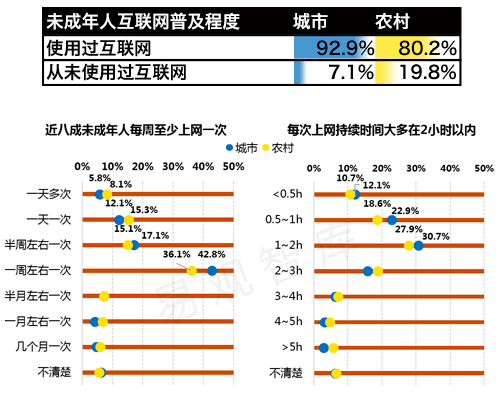 未成年人互联网普及程度 城市 农村
使用过互联网 92.9% 80.2%
从未使用过互联网 7.1% 19.8%
近八成未成年人每周至少上网一次 每次上网持续时间大多在2小时以内
城市 农村
0% 10% 20% 30% 40% 50% 0% 10% 20% 30% 40% 50%
一天多次 5.8% 8.1% <0.5h 10.7% 12.1%
一天一次 12.1% 15.3% 0.5~1h 18.6% 22.9%
半周左右一次 15.1% 17.1% 1~2h 27.9% 30.7%
一周左右一次 36.1% 42.8% 2~3h
半月左右一次 3~4h
一月左右一次 4~5h
几个月一次 >5h
不清楚 不清楚
易观智库